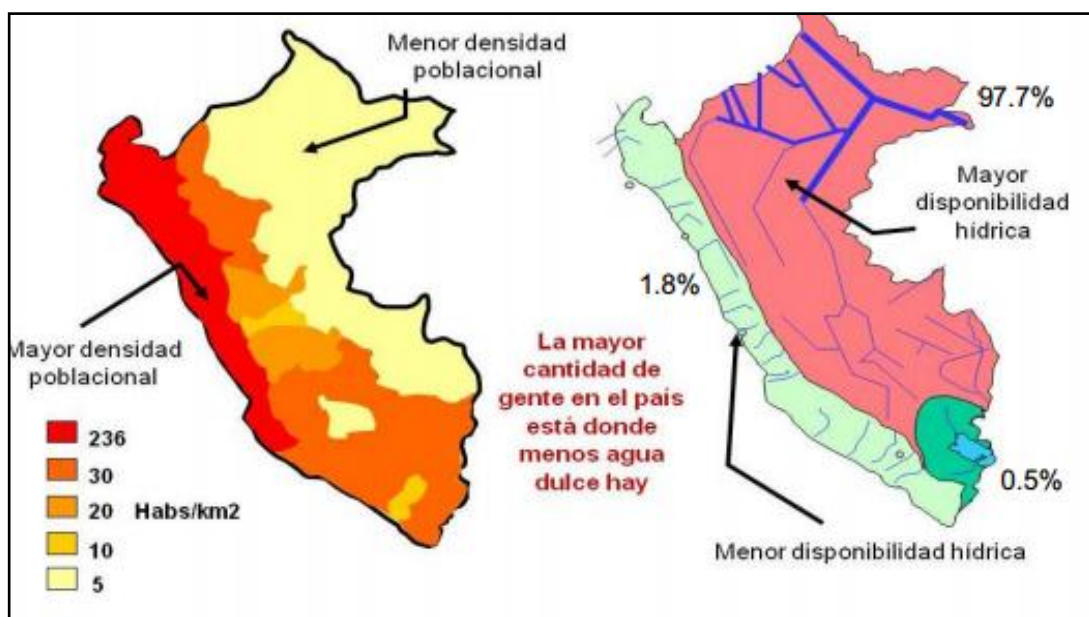 Menor densidad
poblacional
Mayor densidad
poblacional
236
30
20 Habs/km2
10
5
La mayor
cantidad de
gente en el país
está donde
menos agua
dulce hay
97.7%
Mayor
disponibilidad
hídrica
1.8%
0.5%
Menor disponibilidad hídrica